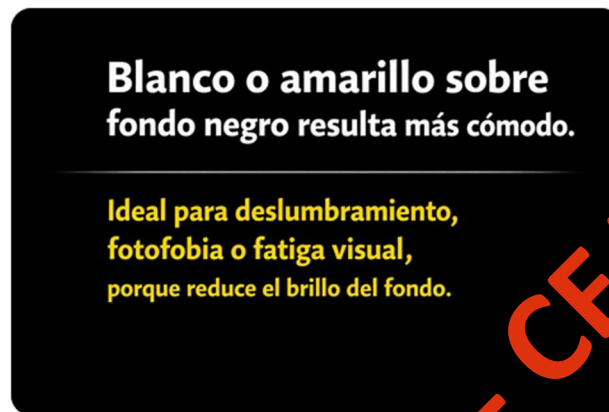 Blanco o amarillo sobre
fondo negro resulta más cómodo.
Ideal para deslumbramiento,
fotofobia o fatiga visual,
porque reduce el brillo del fondo.
CE